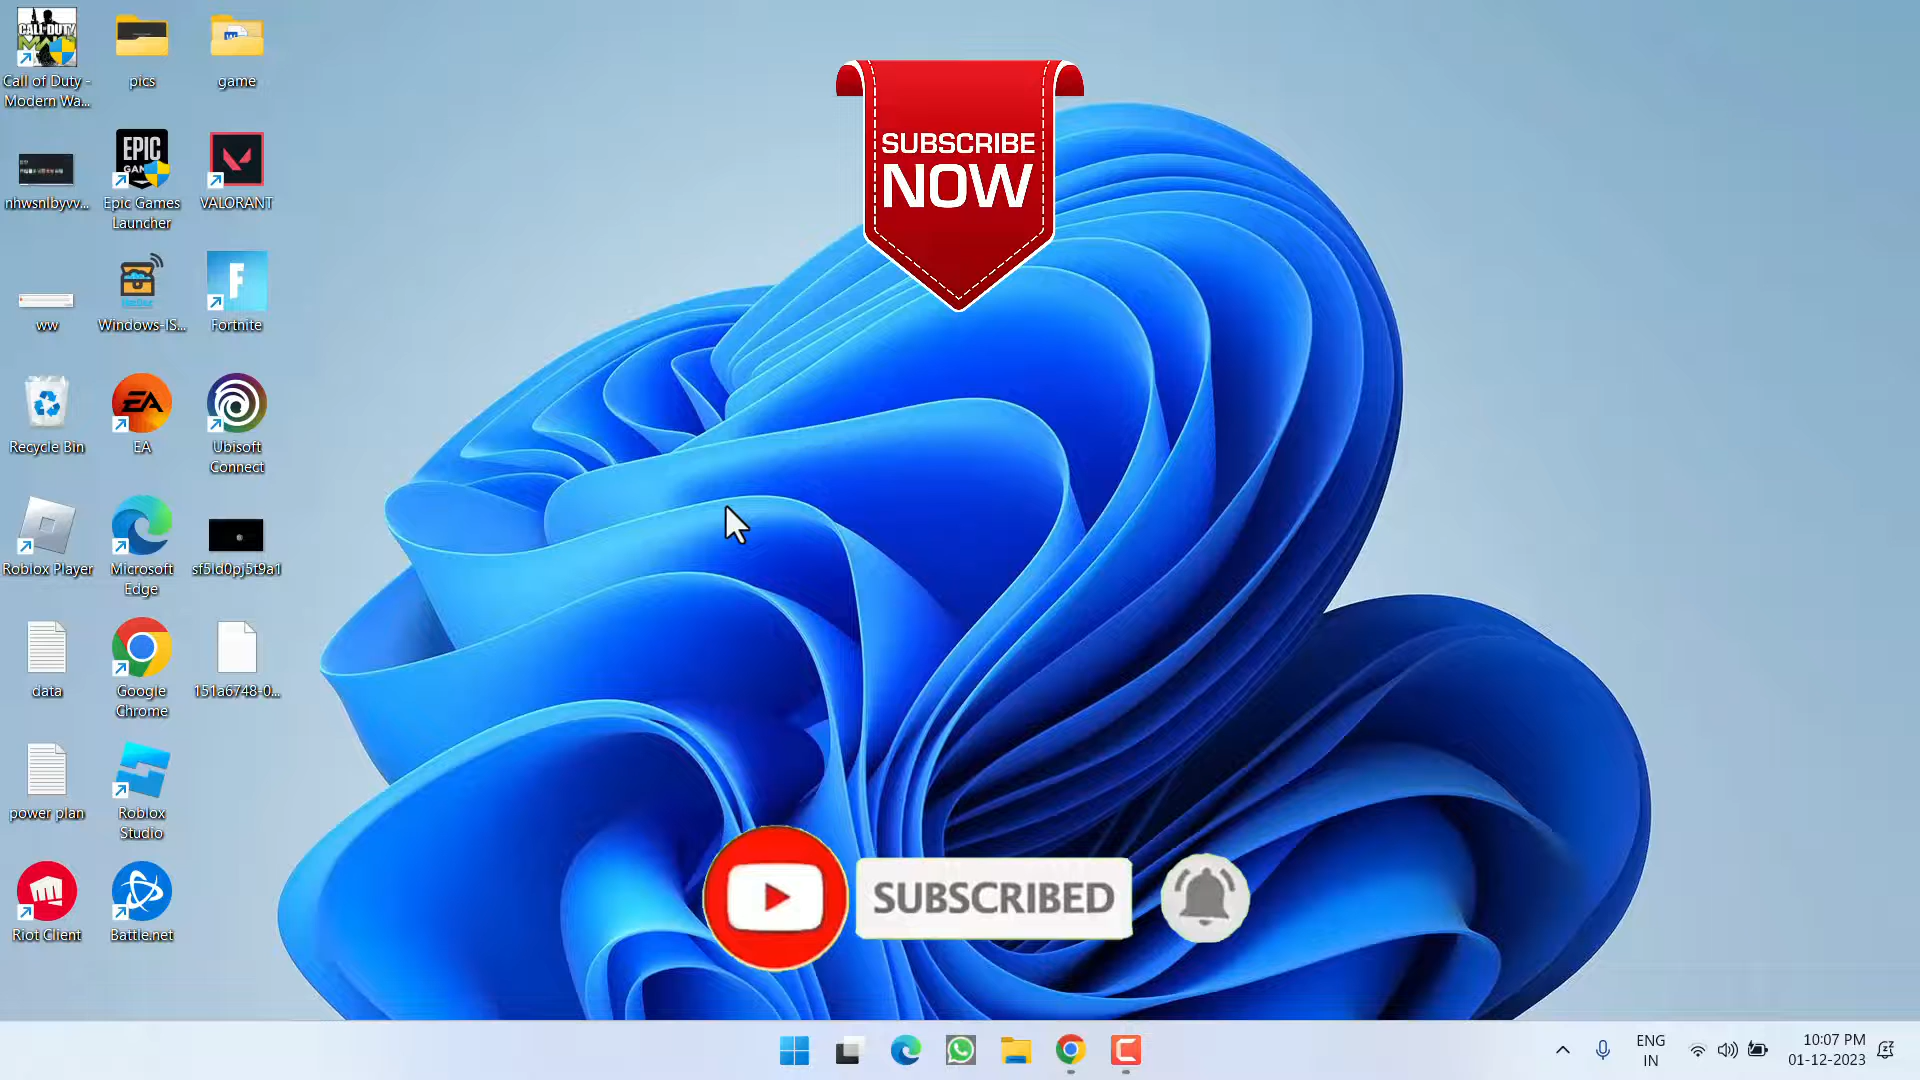 Call of Duty -
Modern Wa...
pics
game
nhwsnlbyvv...
EPIC
Epic Games
Launcher
VALORANT
ww
Windows-IS...
Fortnite
Recycle Bin
EA
EA
Ubisoft
Connect
Roblox Player
Microsoft
Edge
sf5ld0pj5t9a1
data
Google
Chrome
151a6748-0...
power plan
Roblox
Studio
Riot Client
Battle.net
SUBSCRIBE
NOW
SUBSCRIBED
ENG
IN
10:07 PM
01-12-2023